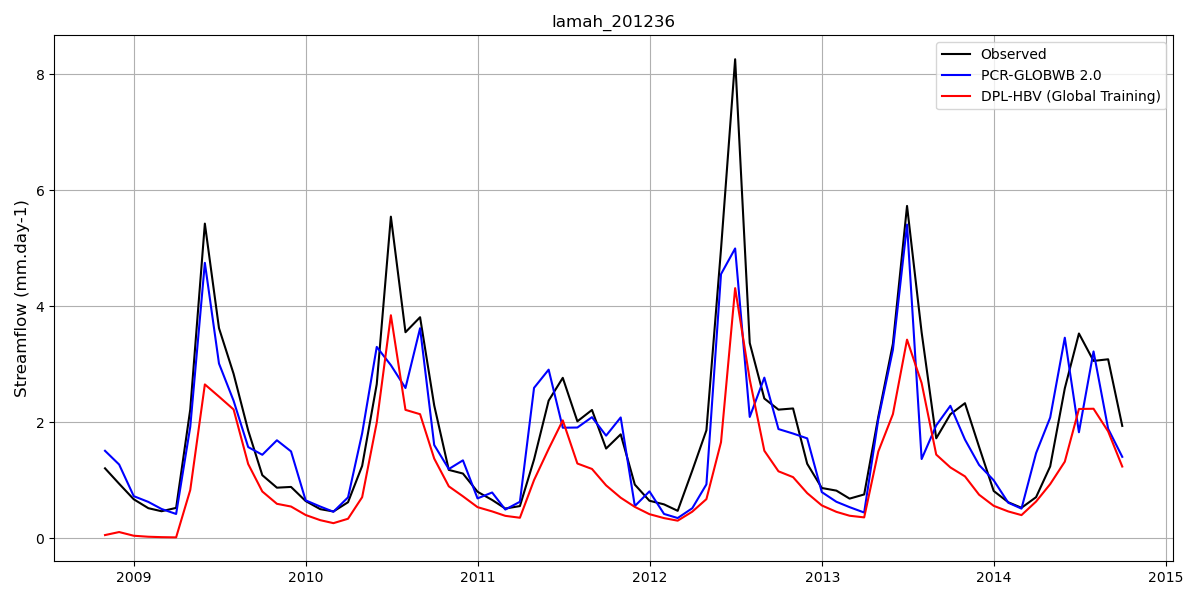 lamah_201236
Observed
PCR-GLOBWB 2.0
DPL-HBV (Global Training)
Streamflow (mm.day-1)
8
6
4
2
0
2009 2010 2011 2012 2013 2014 2015